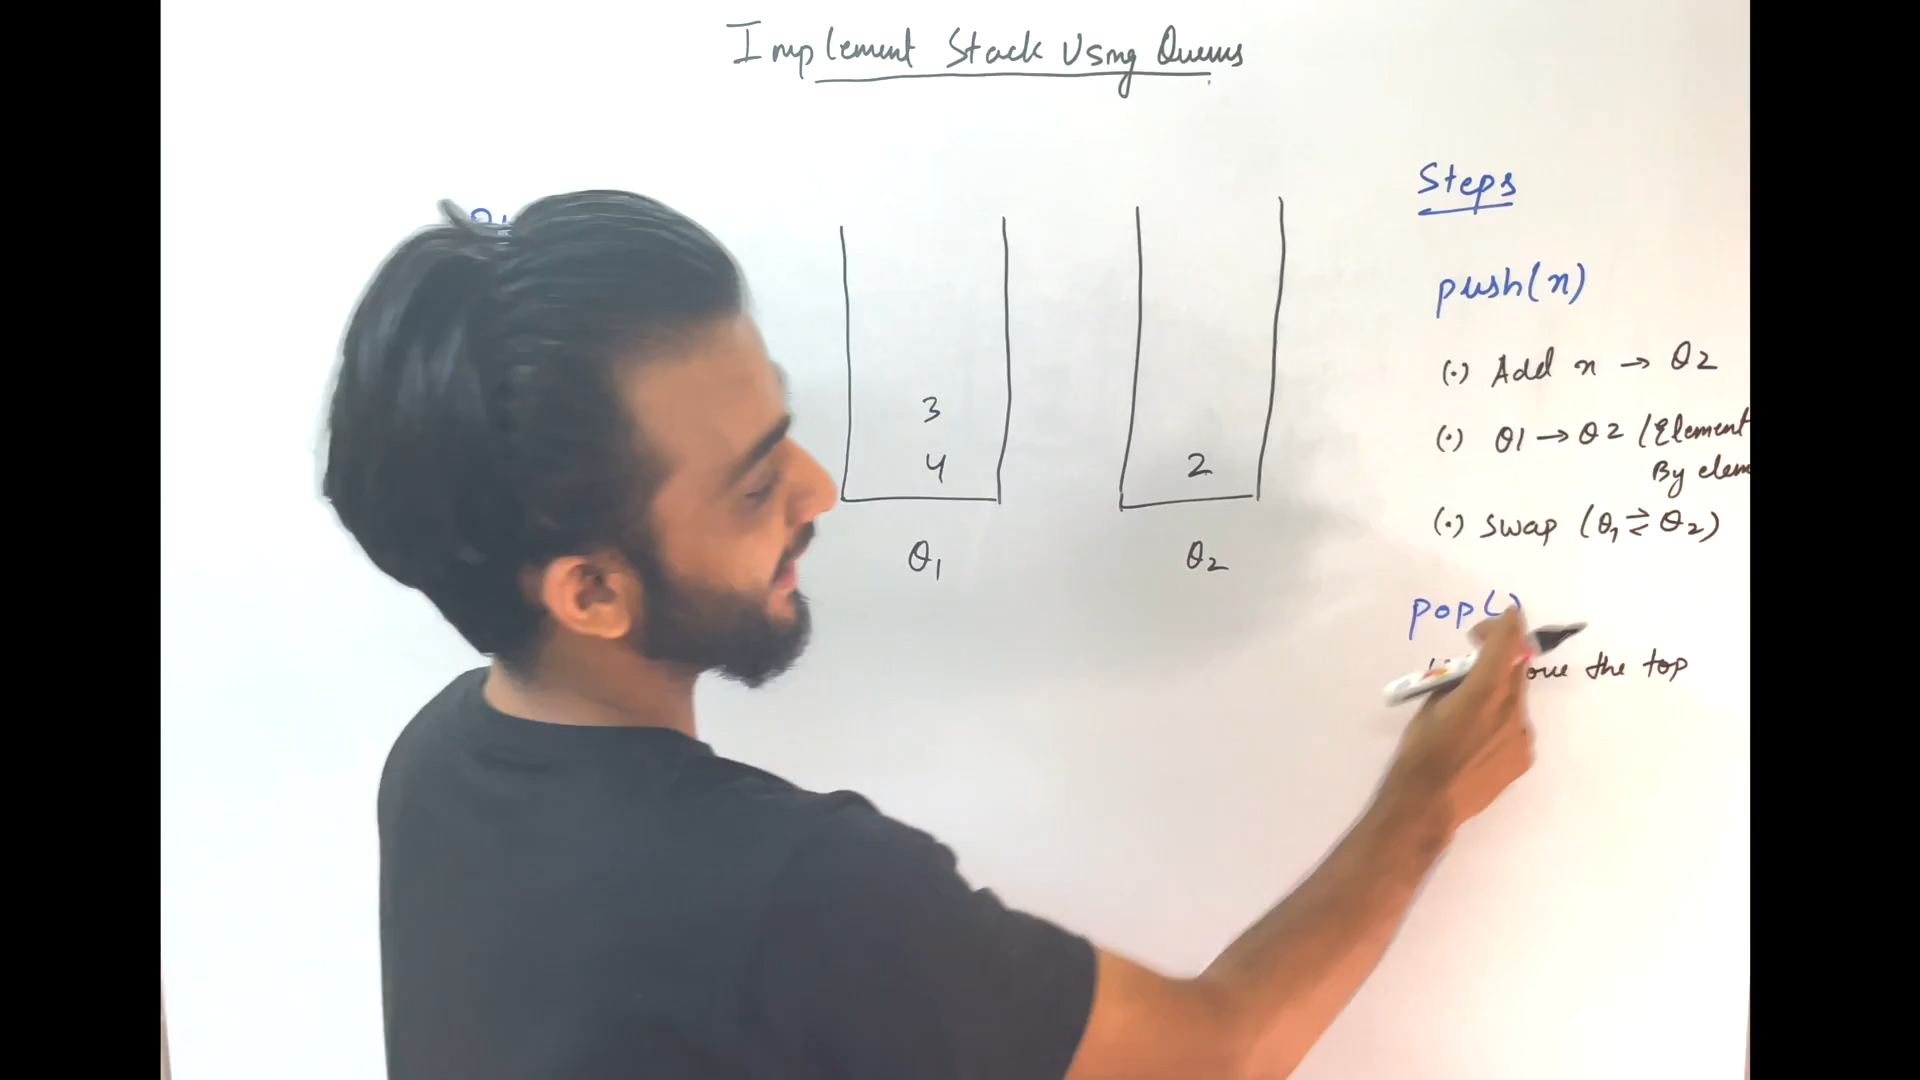 Implement Stack Using Queues
Steps
push(n)
(.) Add n → Q2
(.) Q1 → Q2 (Element
By elem
(.) swap (Q1 ⇌ Q2)
3
4
2
Q1
Q2
pop()
the top